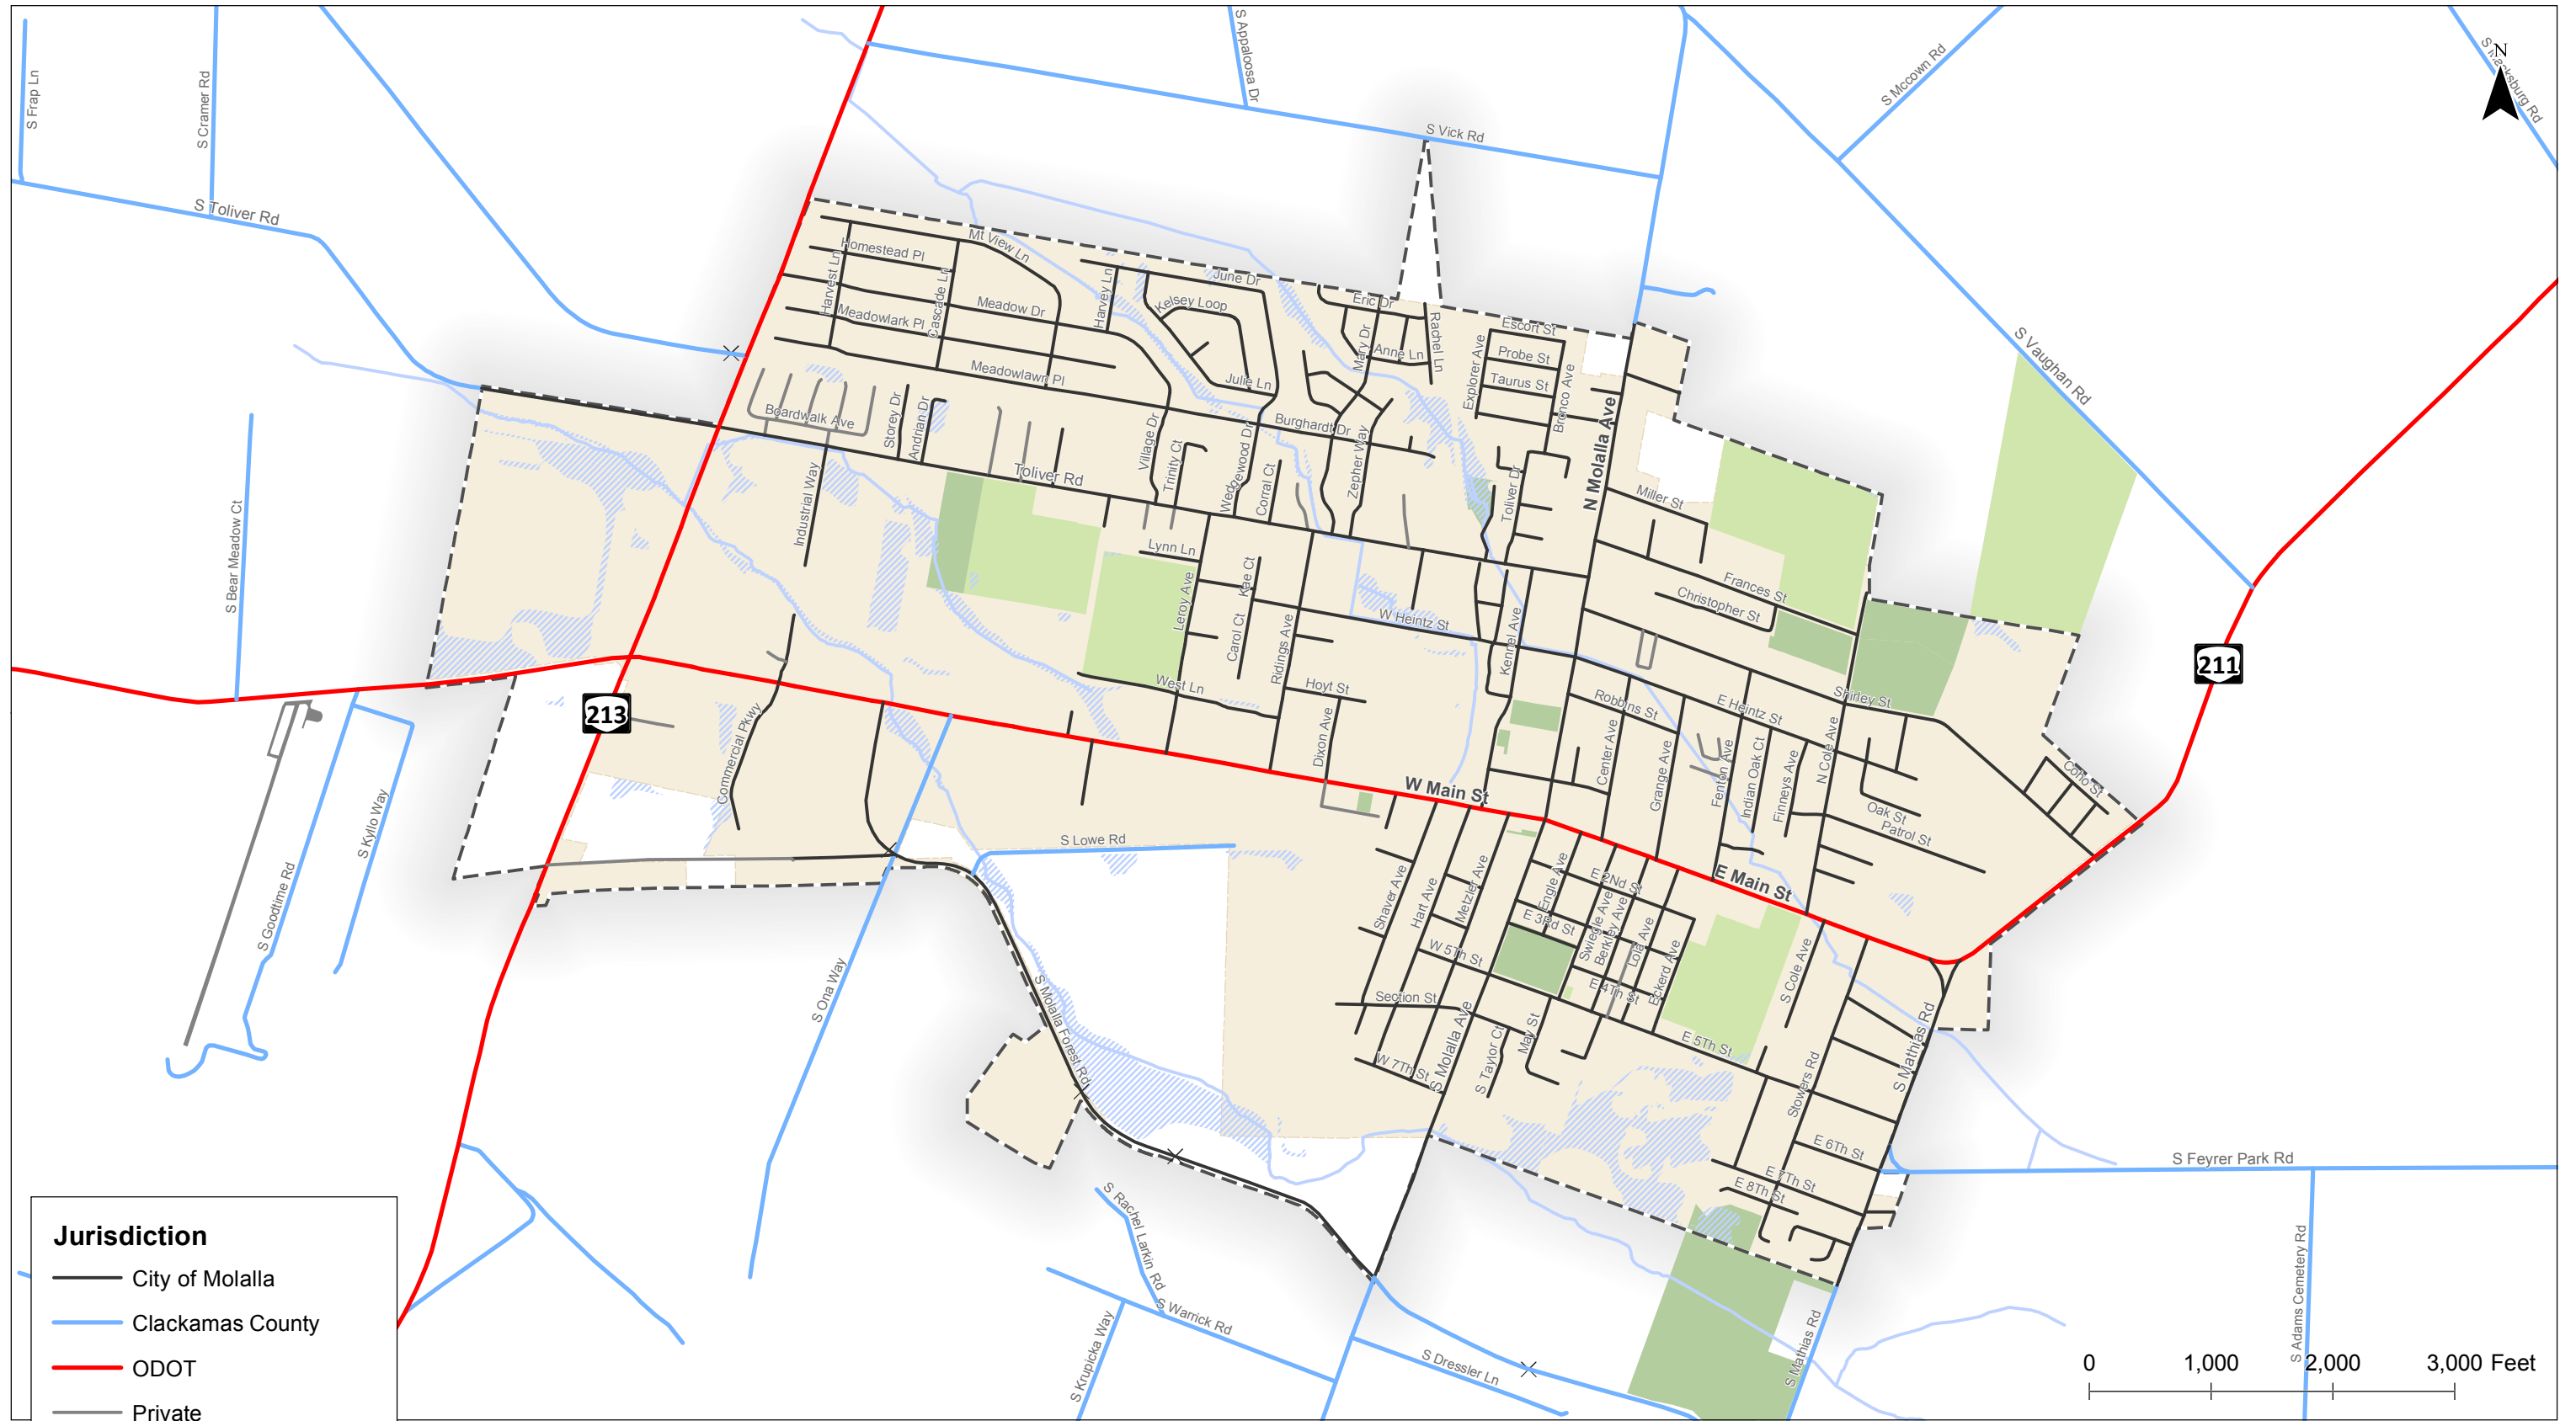 S Frap Ln
S Cramer Rd
S Appaloosa Dr
S Mccown Rd
N
S Macksburg Rd
S Vick Rd
S Toliver Rd
Mt View Ln
Homestead Pl
Harvest Ln
Cascade Ln
Meadow Dr
Meadowlark Pl
Meadowlawn Pl
Harvey Ln
June Dr
Kelsey Loop
Julie Ln
Eric Dr
Mary Dr
Anne Ln
Rachel Ln
Escort St
Explorer Ave
Probe St
Taurus St
Bronco Ave
N Molalla Ave
S Vaughan Rd
Boardwalk Ave
Storey Dr
Andrian Dr
Village Dr
Trinity Ct
Wedgewood Dr
Corral Ct
Burghardt Dr
Zepher Way
Toliver Dr
Toliver Rd
Industrial Way
Miller St
S Bear Meadow Ct
Lynn Ln
Leroy Ave
Kae Ct
Carol Ct
Ridings Ave
W Heintz St
Kennel Ave
Frances St
Christopher St
211
213
West Ln
Hoyt St
Dixon Ave
Robbins St
E Heintz St
Shirley St
Center Ave
Grange Ave
Fenton Ave
Indian Oak Ct
Finneys Ave
N Cole Ave
Oak St
Patrol St
Coho St
Commercial Pkwy
W Main St
E Main St
S Kyllo Way
S Goodtime Rd
S Lowe Rd
Shaver Ave
Hart Ave
Metzler Ave
Engle Ave
E 2Nd St
E 3Rd St
Swiegle Ave
Berkley Ave
Lola Ave
Eckerd Ave
E 4Th St
W 5Th St
E 5Th St
Section St
W 7Th St
S Molalla Ave
S Taylor Ct
May St
S Cole Ave
Stowers Rd
S Mathias Rd
S Ona Way
S Molalla Forest Rd
E 6Th St
E 7Th St
E 8Th St
S Feyrer Park Rd
S Rachel Larkin Rd
S Warrick Rd
S Krupicka Way
S Dressler Ln
S Mathias Rd
S Adams Cemetery Rd
Jurisdiction
City of Molalla
Clackamas County
ODOT
Private
0 1,000 2,000 3,000 Feet